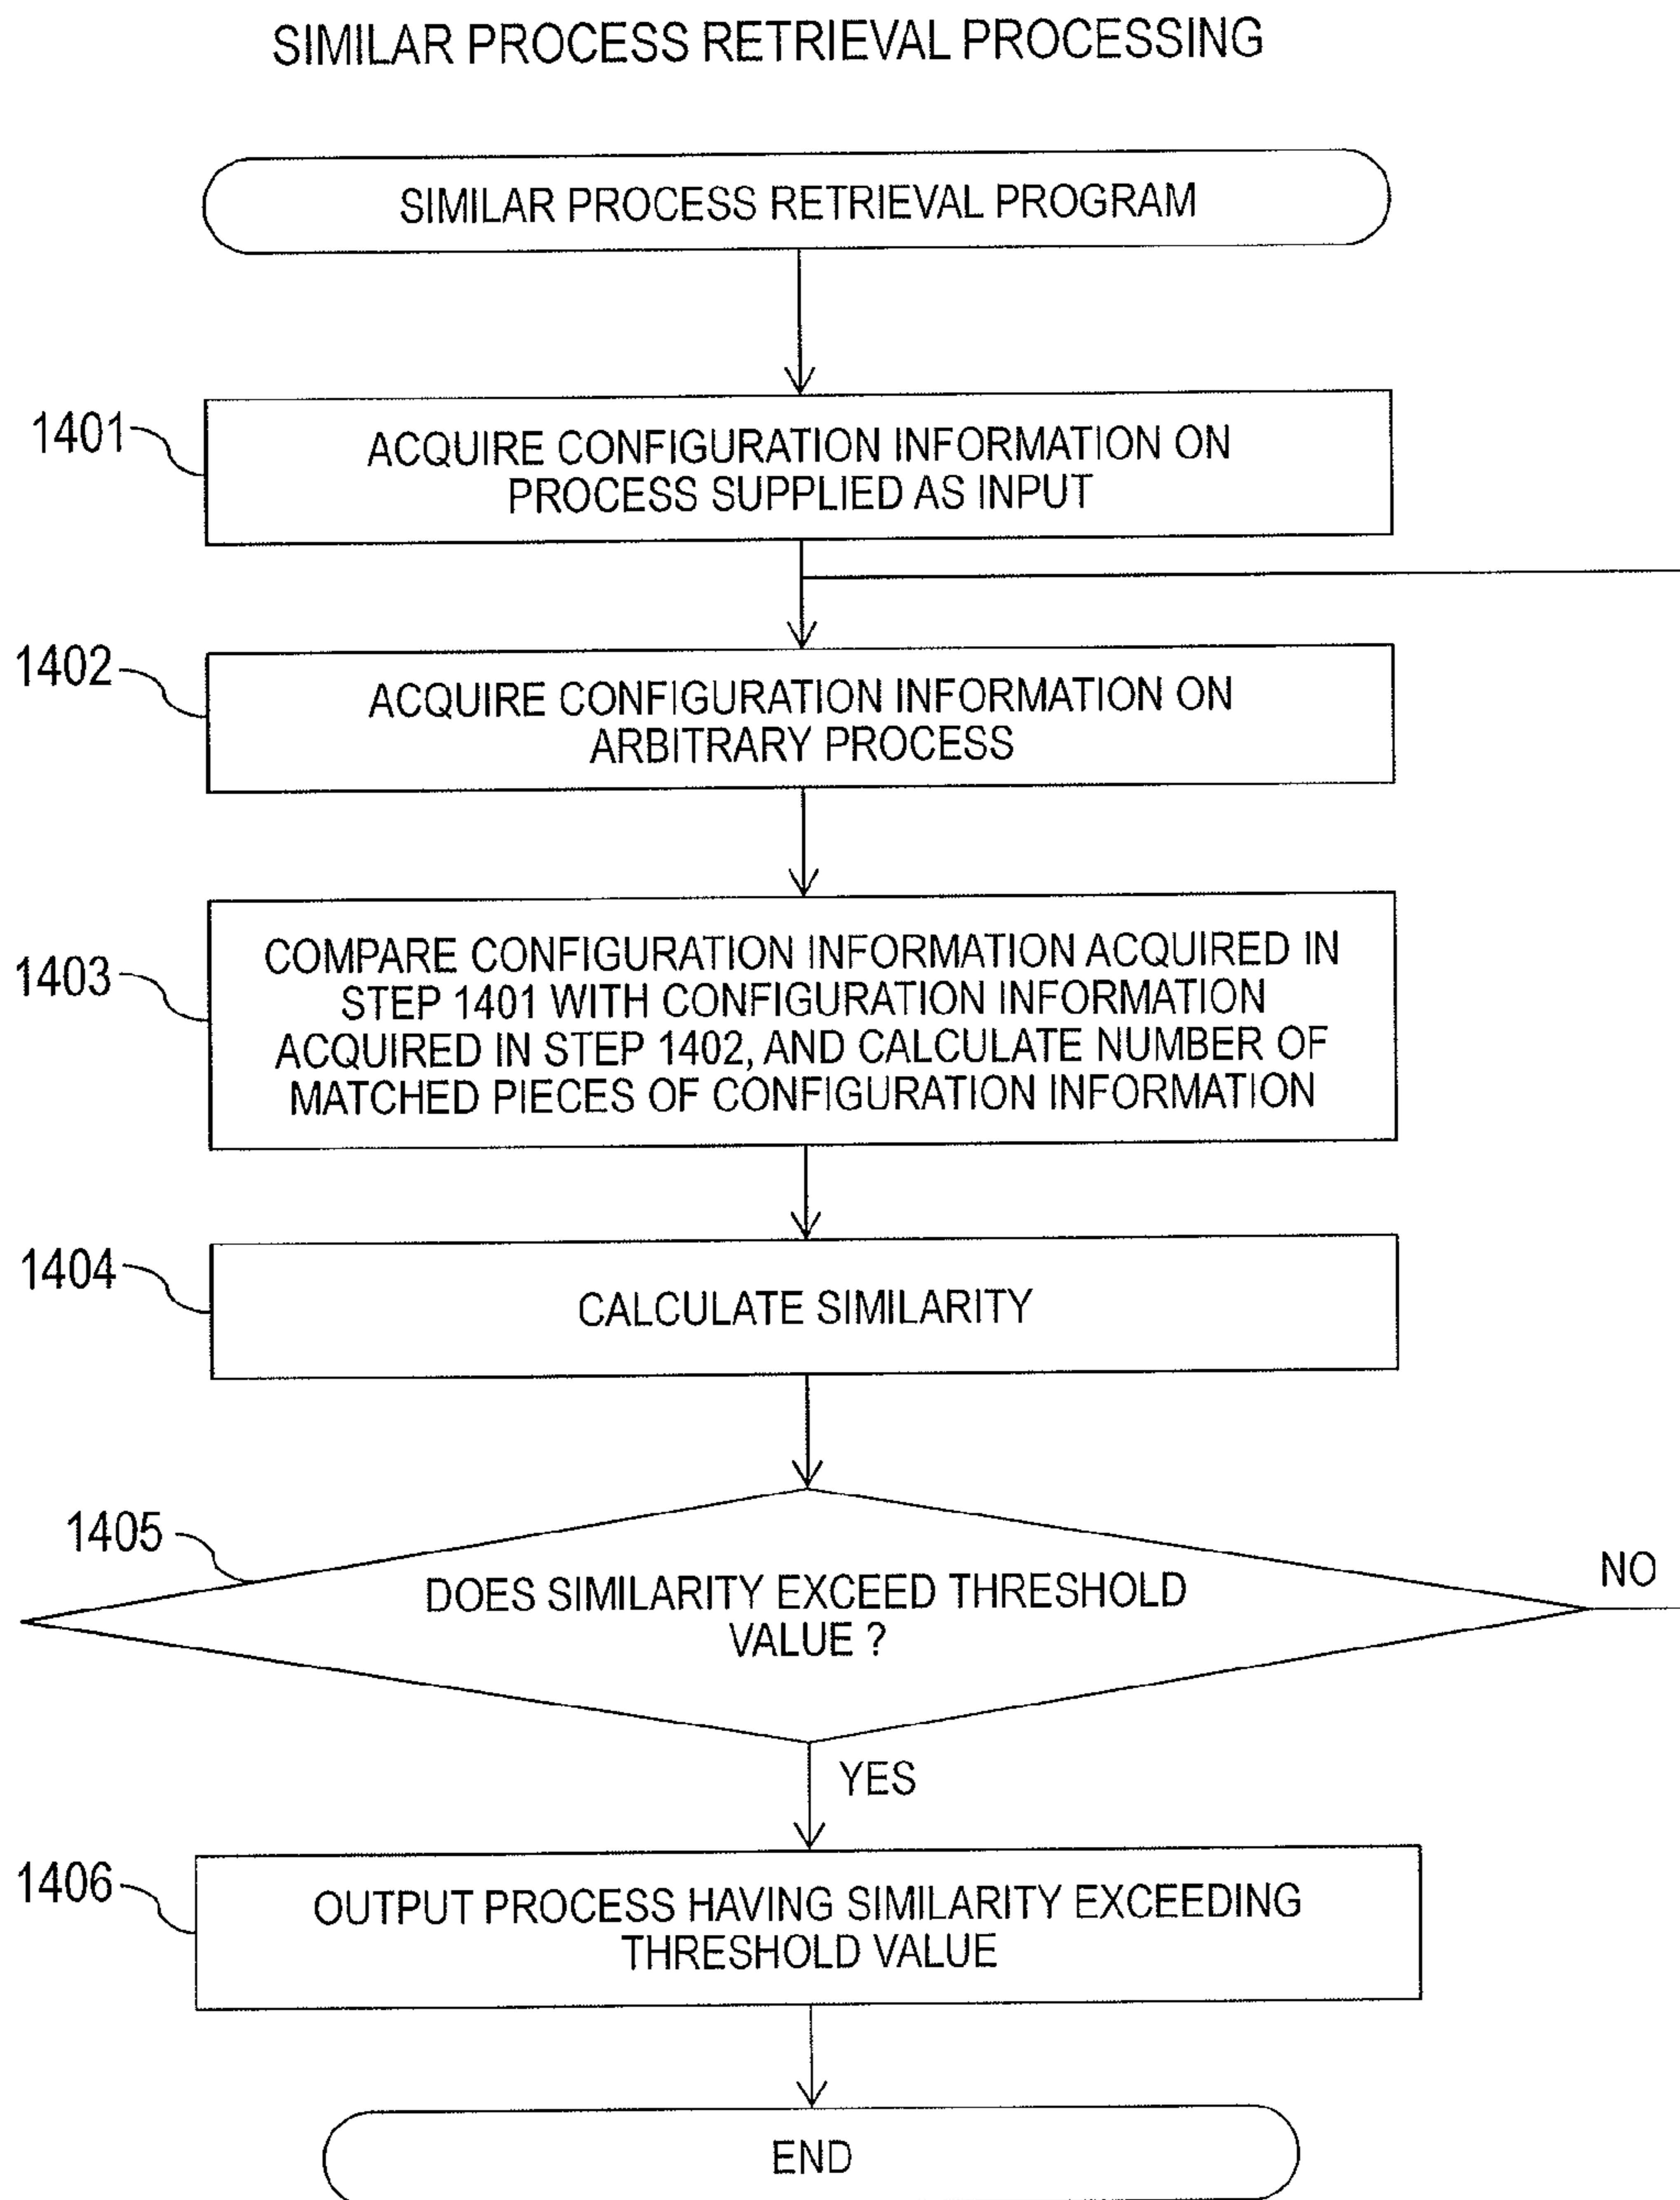 SIMILAR PROCESS RETRIEVAL PROCESSING
SIMILAR PROCESS RETRIEVAL PROGRAM
1401
ACQUIRE CONFIGURATION INFORMATION ON
PROCESS SUPPLIED AS INPUT
1402
ACQUIRE CONFIGURATION INFORMATION ON
ARBITRARY PROCESS
1403
COMPARE CONFIGURATION INFORMATION ACQUIRED IN
STEP 1401 WITH CONFIGURATION INFORMATION
ACQUIRED IN STEP 1402, AND CALCULATE NUMBER OF
MATCHED PIECES OF CONFIGURATION INFORMATION
1404
CALCULATE SIMILARITY
1405
DOES SIMILARITY EXCEED THRESHOLD
VALUE ?
NO
YES
1406
OUTPUT PROCESS HAVING SIMILARITY EXCEEDING
THRESHOLD VALUE
END